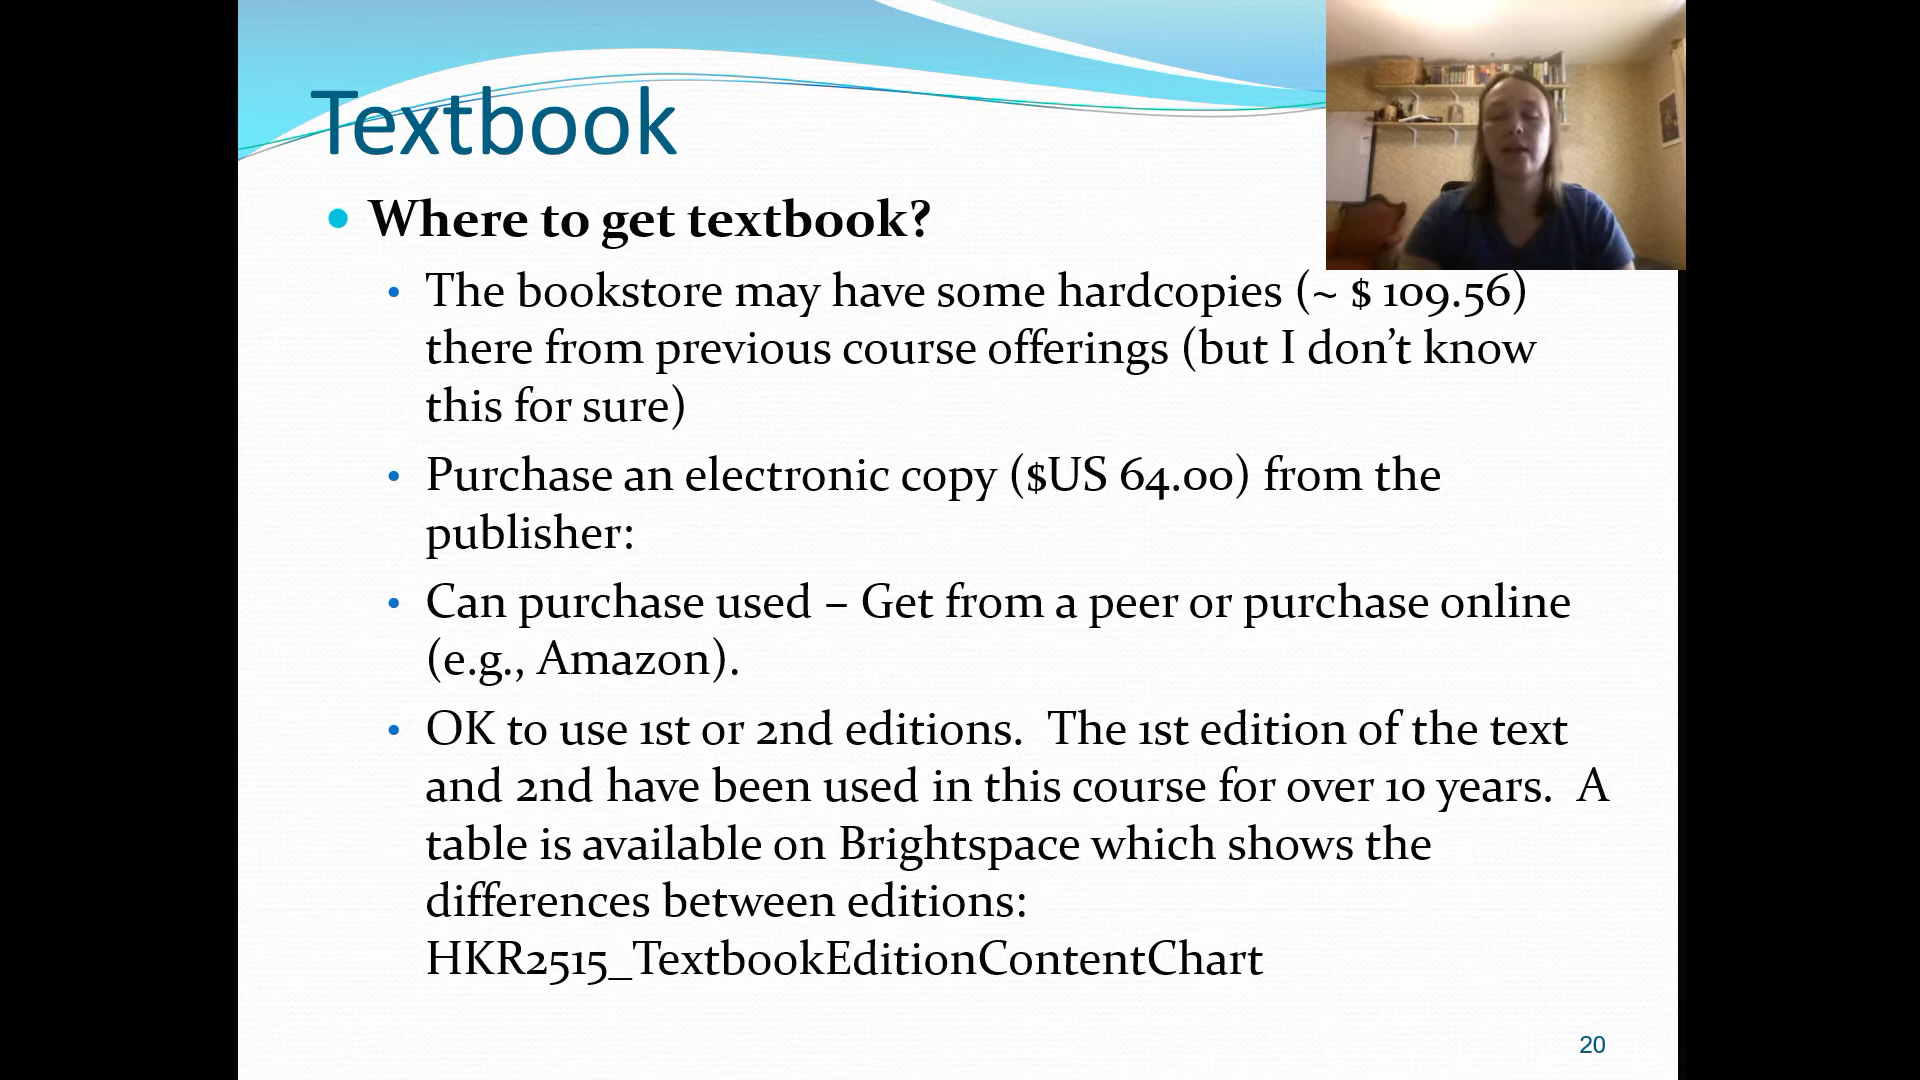 Textbook
Where to get textbook?
The bookstore may have some hardcopies (~ $ 109.56)
there from previous course offerings (but I don’t know
this for sure)
Purchase an electronic copy ($US 64.00) from the
publisher:
Can purchase used – Get from a peer or purchase online
(e.g., Amazon).
OK to use 1st or 2nd editions.  The 1st edition of the text
and 2nd have been used in this course for over 10 years.  A
table is available on Brightspace which shows the
differences between editions:
HKR2515_TextbookEditionContentChart
20